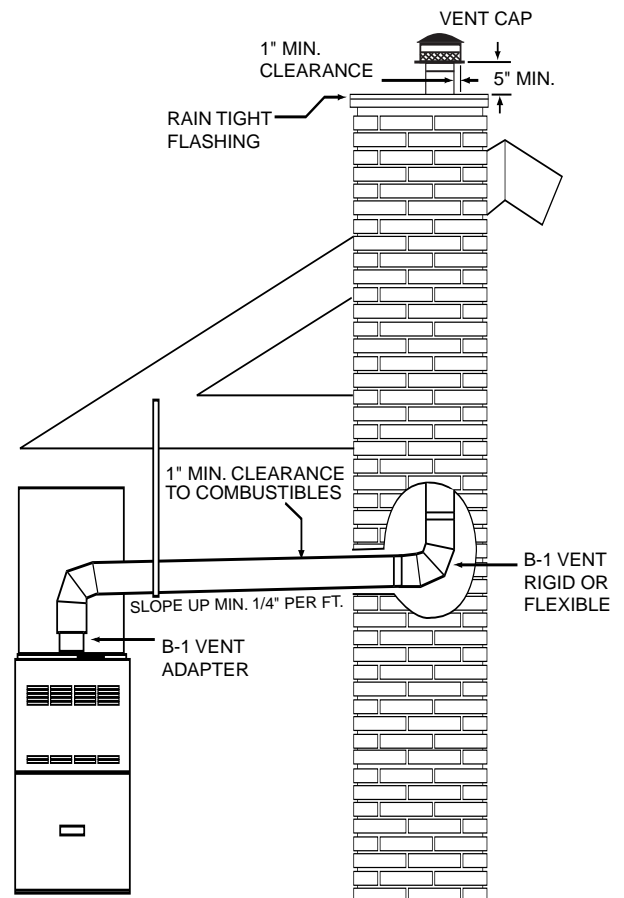 VENT CAP
1" MIN.
CLEARANCE
5" MIN.
RAIN TIGHT
FLASHING
1" MIN. CLEARANCE
TO COMBUSTIBLES
B-1 VENT
RIGID OR
FLEXIBLE
SLOPE UP MIN. 1/4" PER FT.
B-1 VENT
ADAPTER